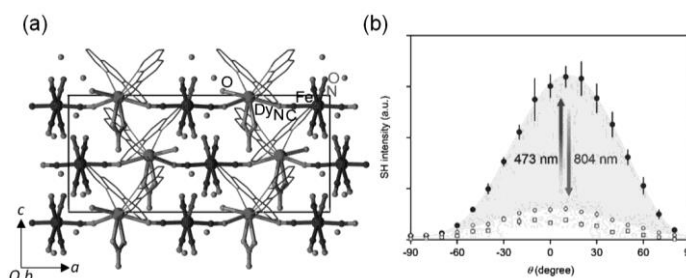 (a)
O
O
N
Fe
Dy
N
C
c
O
b
a
(b)
SH intensity (a.u.)
473 nm
804 nm
-90
-60
-30
0
30
60
θ (degree)